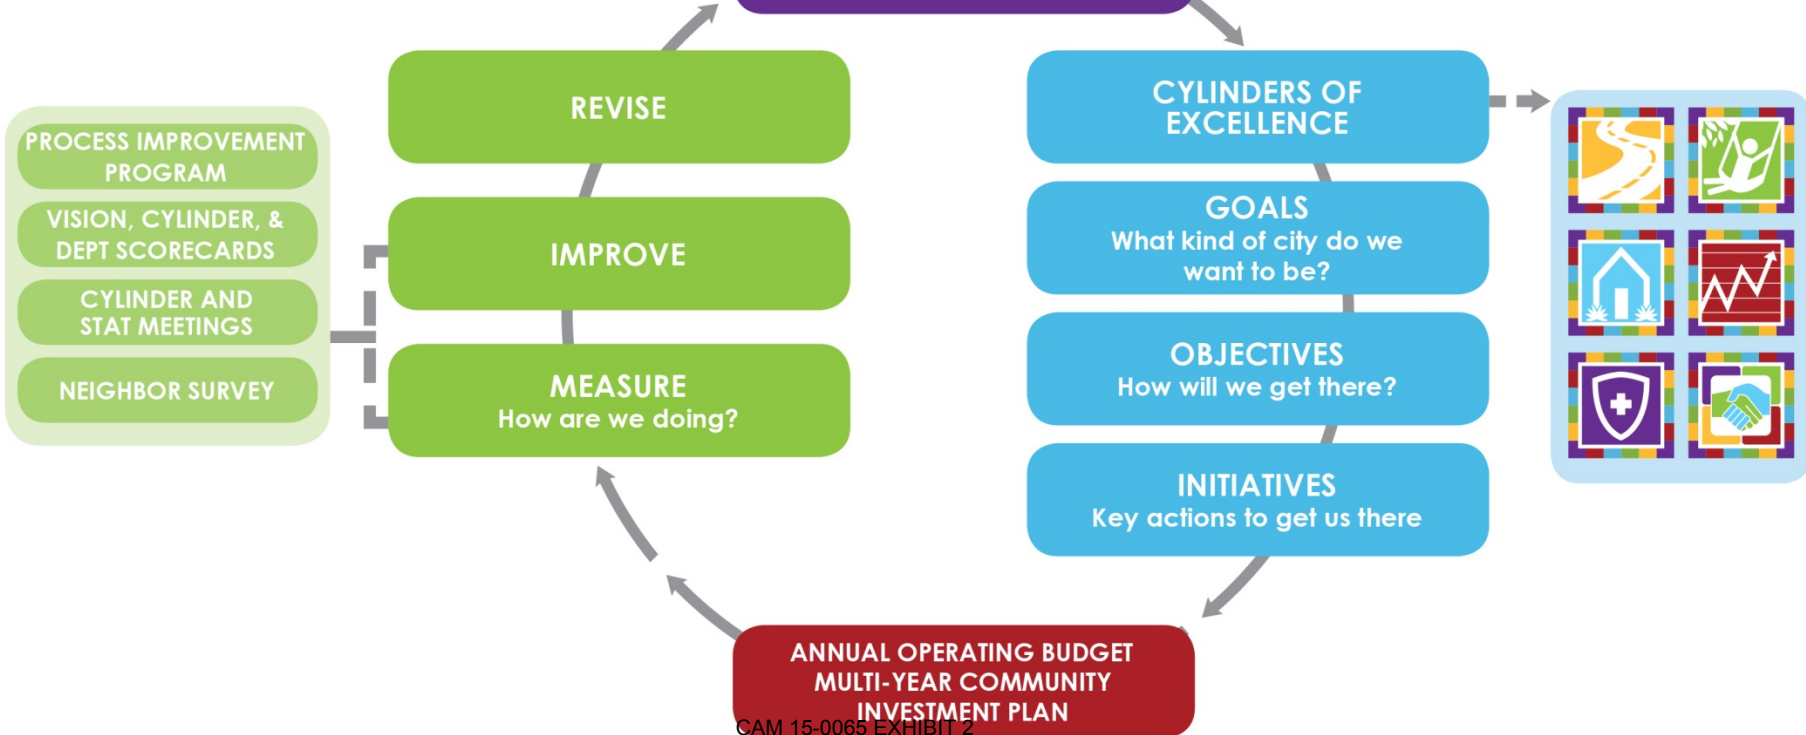 REVISE
IMPROVE
MEASURE
How are we doing?
PROCESS IMPROVEMENT
PROGRAM
VISION, CYLINDER, &
DEPT SCORECARDS
CYLINDER AND
STAT MEETINGS
NEIGHBOR SURVEY
CYLINDERS OF
EXCELLENCE
GOALS
What kind of city do we
want to be?
OBJECTIVES
How will we get there?
INITIATIVES
Key actions to get us there
ANNUAL OPERATING BUDGET
MULTI-YEAR COMMUNITY
INVESTMENT PLAN
CAM 15-0065 EXHIBIT 2